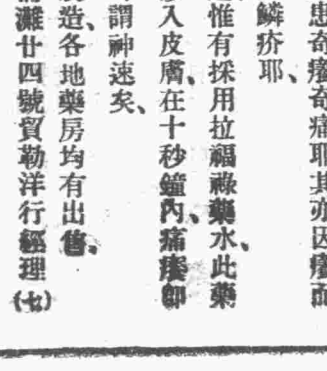 患奇癢奇痛耶其亦因癢而
鱗疥耶、
惟有採用拉福祿藥水、此藥
入皮膚、在十秒鐘內、痛癢卽
謂神速矣、
造、各地藥房均有出售、
灘廿四號貿勒洋行經理(七)